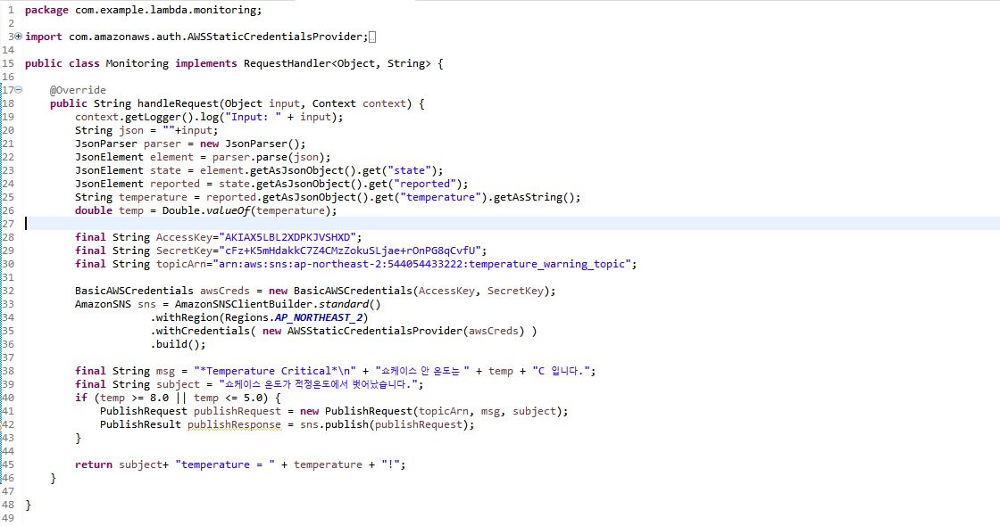 1 package com.example.lambda.monitoring;
2
3 import com.amazonaws.auth.AWSStaticCredentialsProvider;
14
15 public class Monitoring implements RequestHandler<Object, String> {
16
17 @Override
18 public String handleRequest(Object input, Context context) {
19 context.getLogger().log("Input: " + input);
20 String json = ""+input;
21 JsonParser parser = new JsonParser();
22 JsonElement element = parser.parse(json);
23 JsonElement state = element.getAsJsonObject().get("state");
24 JsonElement reported = state.getAsJsonObject().get("reported");
25 String temperature = reported.getAsJsonObject().get("temperature").getAsString();
26 double temp = Double.valueOf(temperature);
27
28 final String AccessKey="AKIAX5LBL2XDPKJVSHXD";
29 final String SecretKey="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";
30 final String topicArn="arn:aws:sns:ap-northeast-2:544054433222:temperature_warning_topic";
31
32 BasicAWSCredentials awsCreds = new BasicAWSCredentials(AccessKey, SecretKey);
33 AmazonSNS sns = AmazonSNSClientBuilder.standard()
34 .withRegion(Regions.AP_NORTHEAST_2)
35 .withCredentials( new AWSStaticCredentialsProvider(awsCreds) )
36 .build();
37
38 final String msg = "*Temperature Critical*\n" + "쇼케이스 안 온도는 " + temp + "C 입니다.";
39 final String subject = "쇼케이스 온도가 적정온도에서 벗어났습니다.";
40 if (temp >= 8.0 || temp <= 5.0) {
41 PublishRequest publishRequest = new PublishRequest(topicArn, msg, subject);
42 PublishResult publishResponse = sns.publish(publishRequest);
43 }
44
45 return subject+ "temperature = " + temperature + "!";
46 }
47
48 }
49